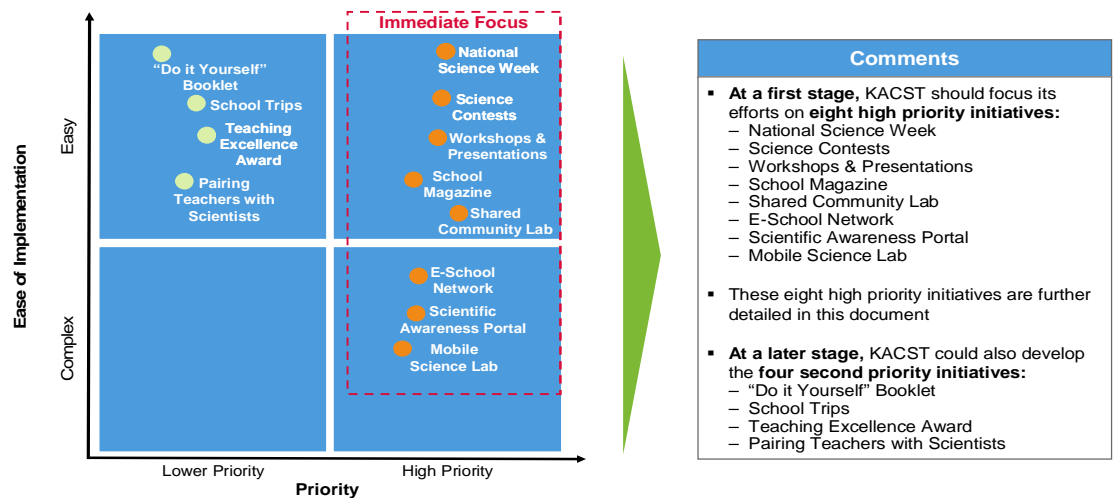 Immediate Focus
National
Science Week
Science
Contests
Workshops &
Presentations
School
Magazine
Shared
Community Lab
"Do it Yourself"
Booklet
School Trips
Teaching
Excellence
Award
Pairing
Teachers with
Scientists
E-School
Network
Scientific
Awareness Portal
Mobile
Science Lab
Ease of Implementation
Easy
Complex
Lower Priority
High Priority
Priority
Comments
▪ At a first stage, KACST should focus its
efforts on eight high priority initiatives:
– National Science Week
– Science Contests
– Workshops & Presentations
– School Magazine
– Shared Community Lab
– E-School Network
– Scientific Awareness Portal
– Mobile Science Lab
▪ These eight high priority initiatives are further
detailed in this document
▪ At a later stage, KACST could also develop
the four second priority initiatives:
– "Do it Yourself" Booklet
– School Trips
– Teaching Excellence Award
– Pairing Teachers with Scientists